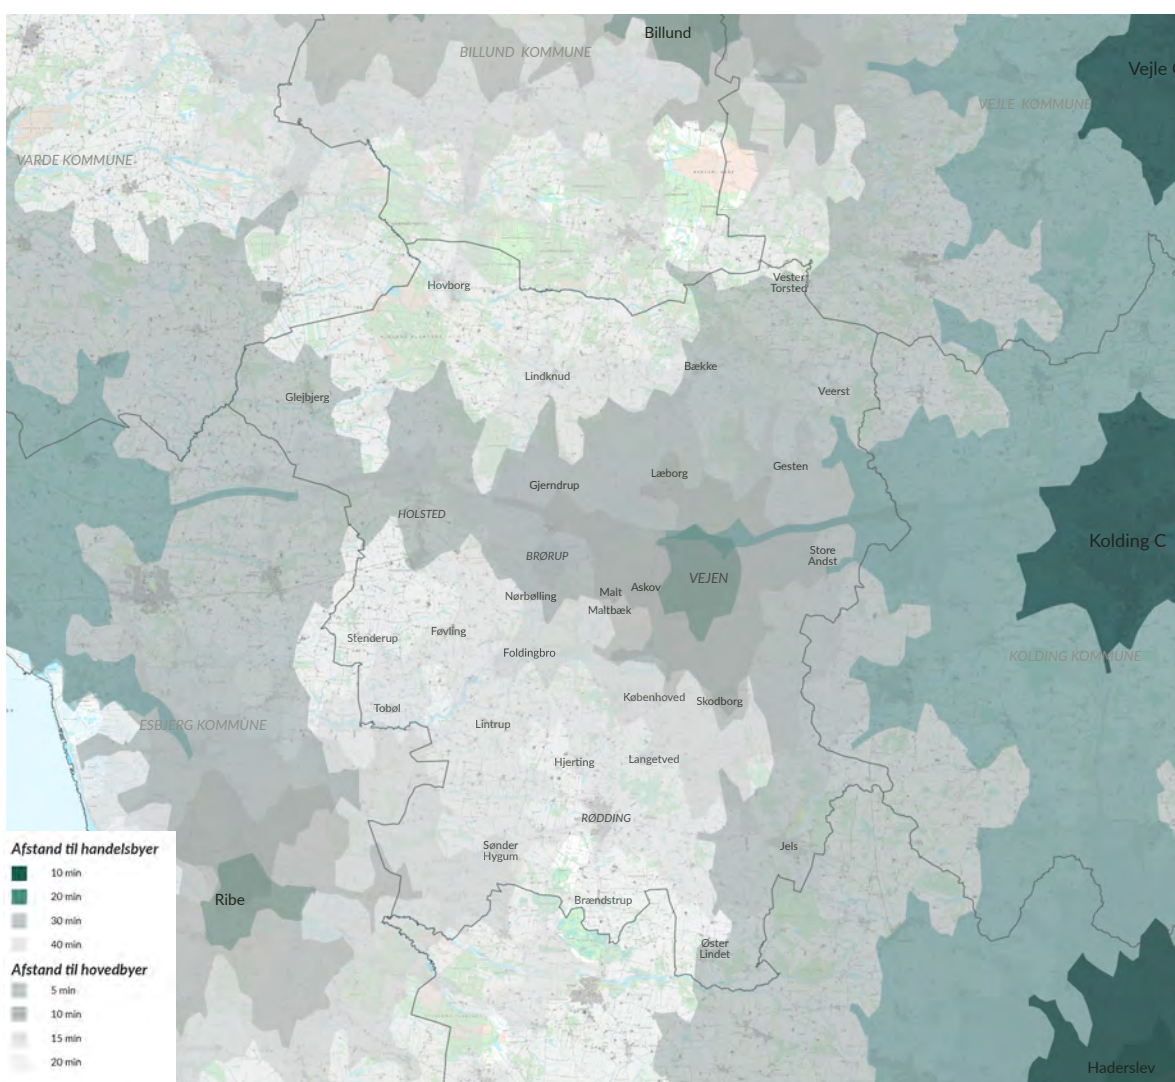 Billund
BILLUND KOMMUNE
Vejle
VEJLE KOMMUNE
VARDE KOMMUNE
Hovborg
Vester
Torsted
Bække
Lindknud
Veerst
Glejbjerg
Læborg
Gesten
Gjerndrup
HOLSTED
Kolding C
BRØRUP
Store
Andst
VEJEN
Askov
Malt
Nørbølling
Maltbæk
Føvling
Stenderup
Foldingbro
KOLDING KOMMUNE
Københoved
Skodborg
Tobøl
Lintrup
ESBJERG KOMMUNE
Hjerting
Langetved
RØDDING
Sønder
Hygum
Jels
Ribe
Brændstrup
Øster
Lindet
Haderslev
Afstand til handelsbyer
10 min
20 min
30 min
40 min
Afstand til hovedbyer
5 min
10 min
15 min
20 min